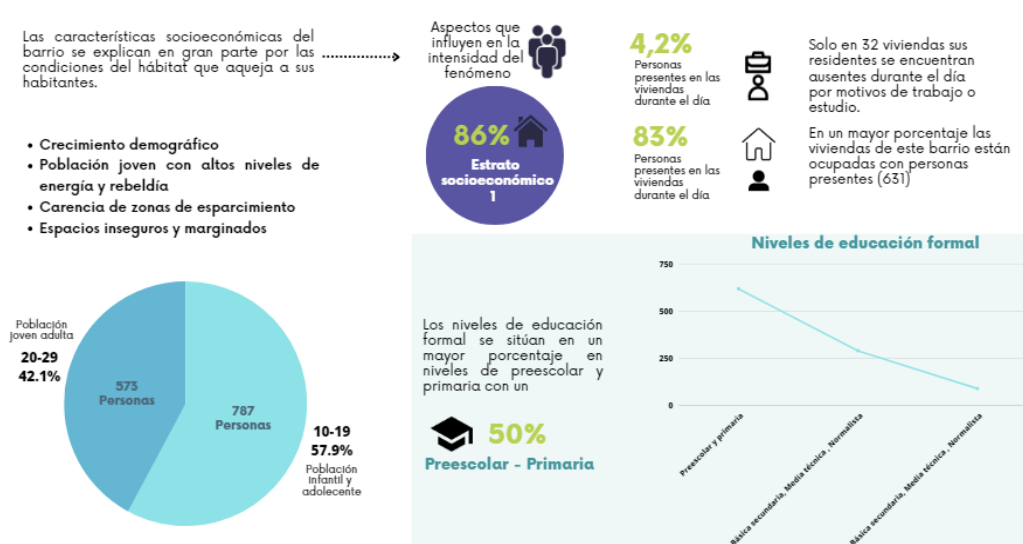 Las características socioeconómicas del
barrio se explican en gran parte por las
condiciones del hábitat que aqueja a sus
habitantes.
Aspectos que
influyen en la
intensidad del
fenómeno
86%
Estrato
socioeconómico
1
4,2%
Personas
presentes en las
viviendas
durante el día
Solo en 32 viviendas sus
residentes se encuentran
ausentes durante el día
por motivos de trabajo o
estudio.
83%
Personas
presentes en las
viviendas
durante el día
En un mayor porcentaje las
viviendas de este barrio están
ocupadas con personas
presentes (631)
• Crecimiento demográfico
• Población joven con altos niveles de
energía y rebeldía
• Carencia de zonas de esparcimiento
• Espacios inseguros y marginados
Población
joven adulta
20-29
42.1%
573
Personas
787
Personas
10-19
57.9%
Población
infantil y
adolecente
Los niveles de educación
formal se sitúan en un
mayor porcentaje en
niveles de preescolar y
primaria con un
50%
Preescolar - Primaria
Niveles de educación formal
750
500
250
0
Preescolar y primaria
Básica secundaria, Media técnica , Normalista
Básica secundaria, Media técnica , Normalista